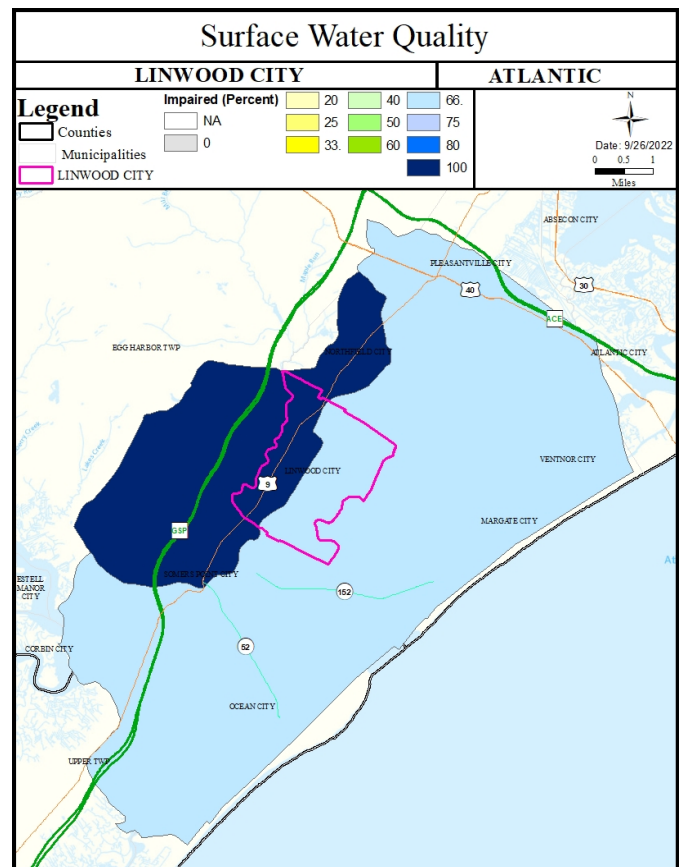 Surface Water Quality
LINWOOD CITY
ATLANTIC
Legend
Counties
Municipalities
LINWOOD CITY
Impaired (Percent)
NA
0
20
25
33.
40
50
60
66.
75
80
100
N
Date: 9/26/2022
0 0.5 1
Miles
ABSECON CITY
PLEASANTVILLE CITY
30
40
ACE
EGG HARBOR TWP
NORTHFIELD CITY
ATLANTIC CITY
VENTNOR CITY
LINWOOD CITY
9
MARGATE CITY
GSP
SOMERS POINT CITY
ESTELL
MANOR
CITY
152
52
CORBIN CITY
OCEAN CITY
UPPER TWP